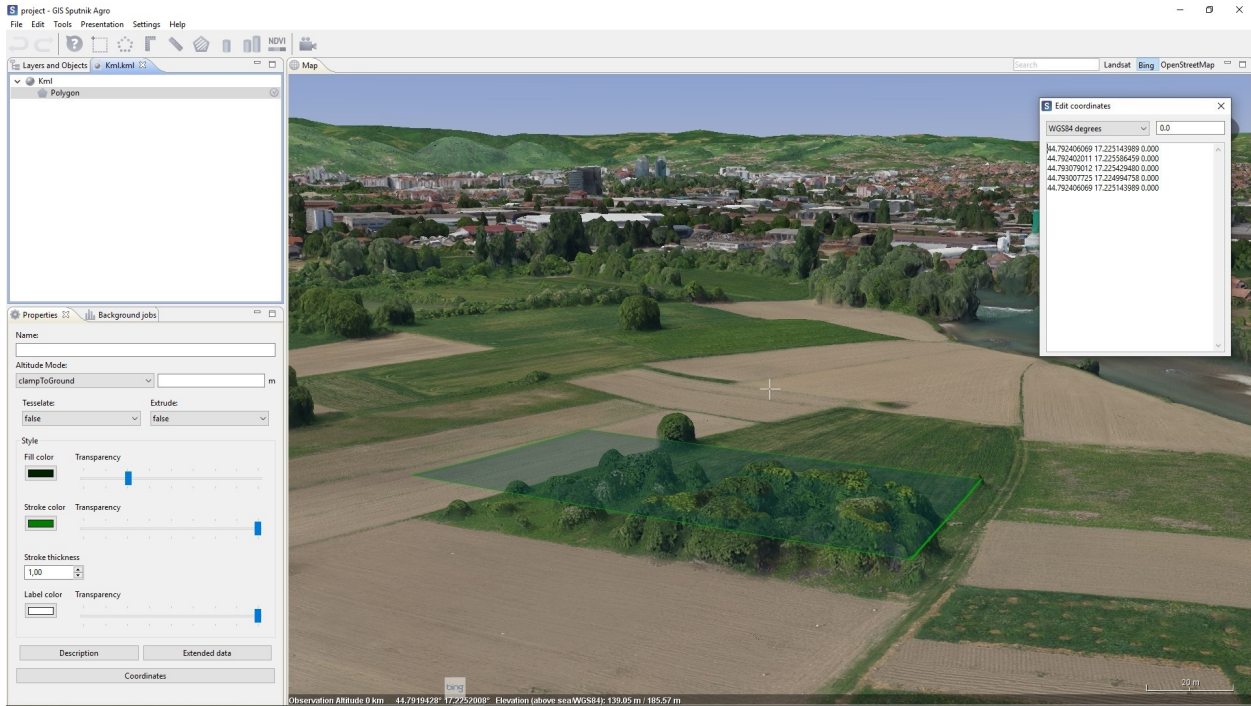 project - GIS Sputnik Agro
File Edit Tools Presentation Settings Help
NDVI
Layers and Objects Kml.kml
Kml
Polygon
Map
Search
Landsat Bing OpenStreetMap
Edit coordinates
WGS84 degrees 0.0
44.792406069 17.225143989 0.000
44.792402011 17.225586459 0.000
44.793079012 17.225429480 0.000
44.793007725 17.224994758 0.000
44.792406069 17.225143989 0.000
Properties Background jobs
Name:
Altitude Mode:
clampToGround m
Tesselate: Extrude:
false false
Style
Fill color Transparency
Stroke color Transparency
Stroke thickness
1,00
Label color Transparency
Description Extended data
Coordinates
bing
20 m
Observation Altitude 0 km 44.7919428° 17.2252008° Elevation (above sea/WGS84): 139.05 m / 185.57 m